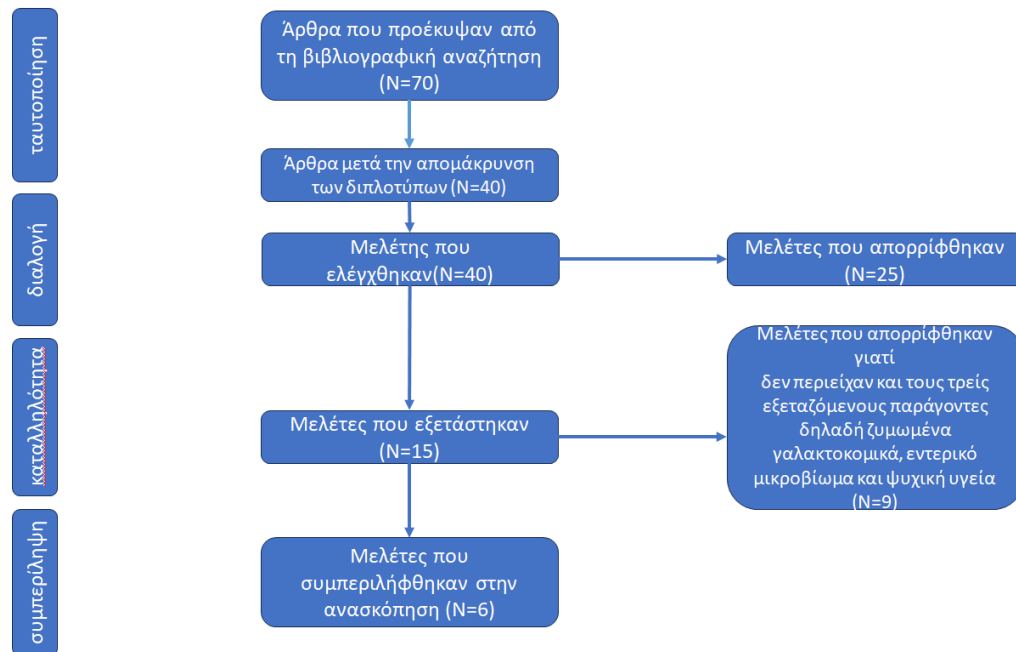 ταυτοποίηση
Άρθρα που προέκυψαν από
τη βιβλιογραφική αναζήτηση
(N=70)
Άρθρα μετά την απομάκρυνση
των διπλοτύπων (N=40)
διαλογή
Μελέτης που
ελέγχθηκαν(N=40)
Μελέτες που απορρίφθηκαν
(N=25)
καταλληλότητα
Μελέτες που εξετάστηκαν
(N=15)
Μελέτες που απορρίφθηκαν
γιατί
δεν περιείχαν και τους τρείς
εξεταζόμενους παράγοντες
δηλαδή ζυμωμένα
γαλακτοκομικά, εντερικό
μικροβίωμα και ψυχική υγεία
(N=9)
συμπερίληψη
Μελέτες που
συμπεριλήφθηκαν στην
ανασκόπηση (N=6)